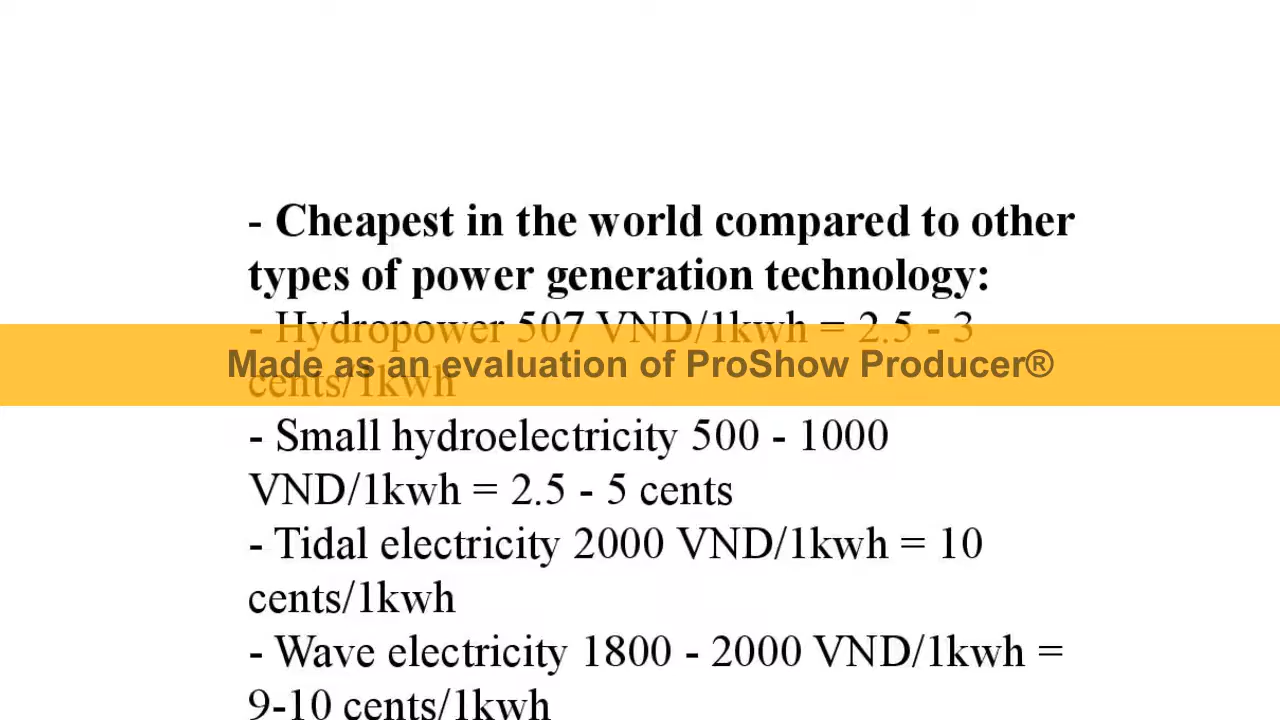 - Cheapest in the world compared to other
types of power generation technology:
- Hydropower 507 VND/1kwh = 2.5 - 3
Made as an evaluation of ProShow Producer®
cents/1kwh
- Small hydroelectricity 500 - 1000
VND/1kwh = 2.5 - 5 cents
- Tidal electricity 2000 VND/1kwh = 10
cents/1kwh
- Wave electricity 1800 - 2000 VND/1kwh =
9-10 cents/1kwh